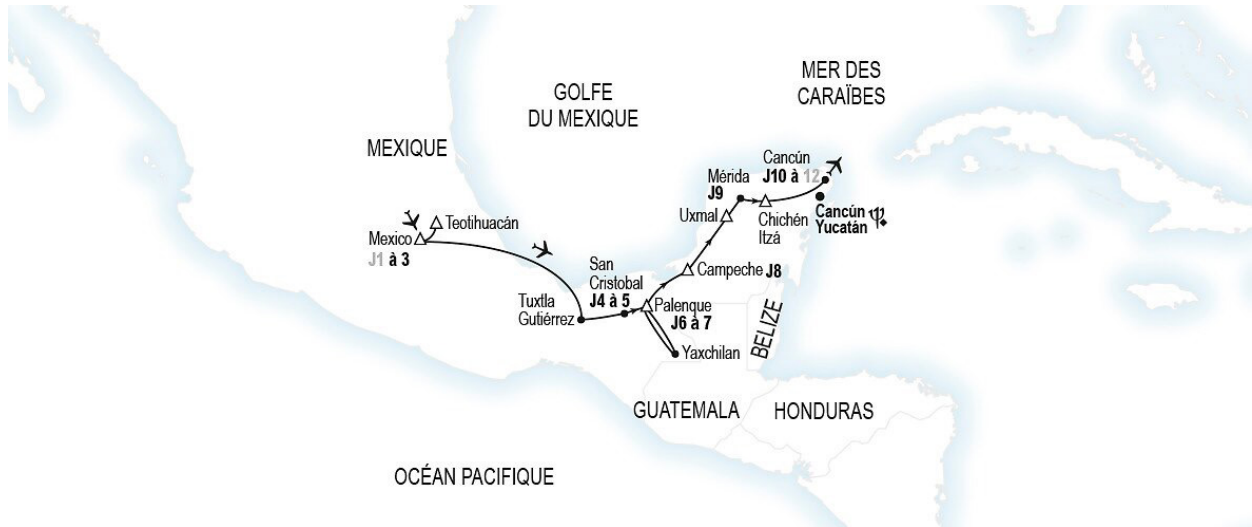 MER DES
CARAÏBES
GOLFE
DU MEXIQUE
MEXIQUE
Cancún
J10 à 12
Mérida
J9
Cancún
Yucatán
Uxmal
Chichén
Itzá
Teotihuacán
Mexico
J1 à 3
San
Cristobal
J4 à 5
Campeche J8
Tuxtla
Gutiérrez
Palenque
J6 à 7
Yaxchilan
BELIZE
GUATEMALA
HONDURAS
OCÉAN PACIFIQUE